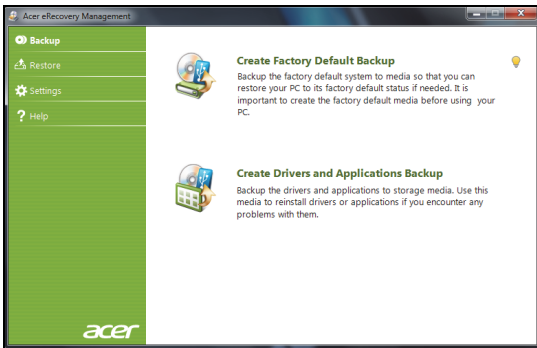 Acer eRecovery Management
Backup
Restore
Settings
Help
Create Factory Default Backup
Backup the factory default system to media so that you can
restore your PC to its factory default status if needed. It is
important to create the factory default media before using your
PC.
Create Drivers and Applications Backup
Backup the drivers and applications to storage media. Use this
media to reinstall drivers or applications if you encounter any
problems with them.
acer